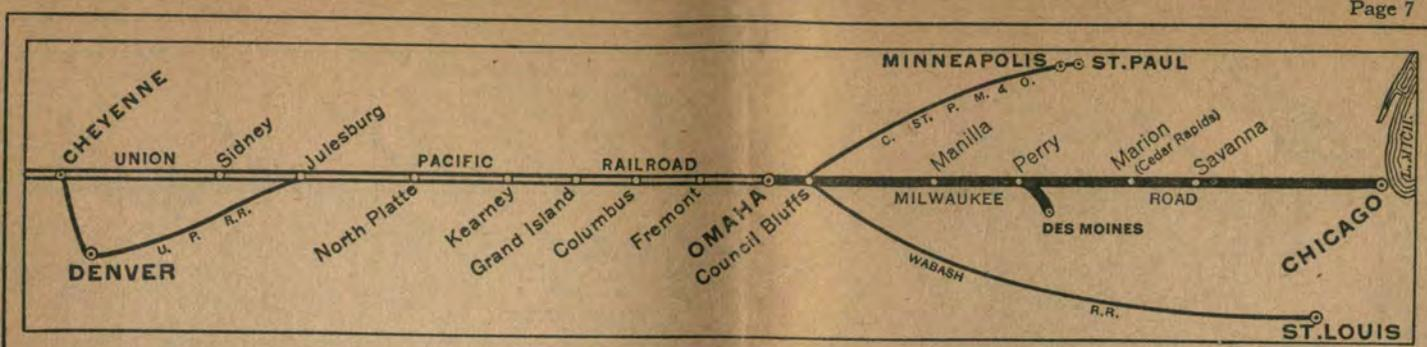 Page 7
CHEYENNE
UNION
Sidney
Julesburg
PACIFIC
RAILROAD
U. P. R.R.
DENVER
North Platte
Kearney
Grand Island
Columbus
Fremont
OMAHA
Council Bluffs
C. ST. P. M. & O.
MINNEAPOLIS
ST. PAUL
Manilla
Perry
Marion
(Cedar Rapids)
Savanna
MILWAUKEE
ROAD
DES MOINES
WABASH
R.R.
L. MICH.
CHICAGO
ST. LOUIS